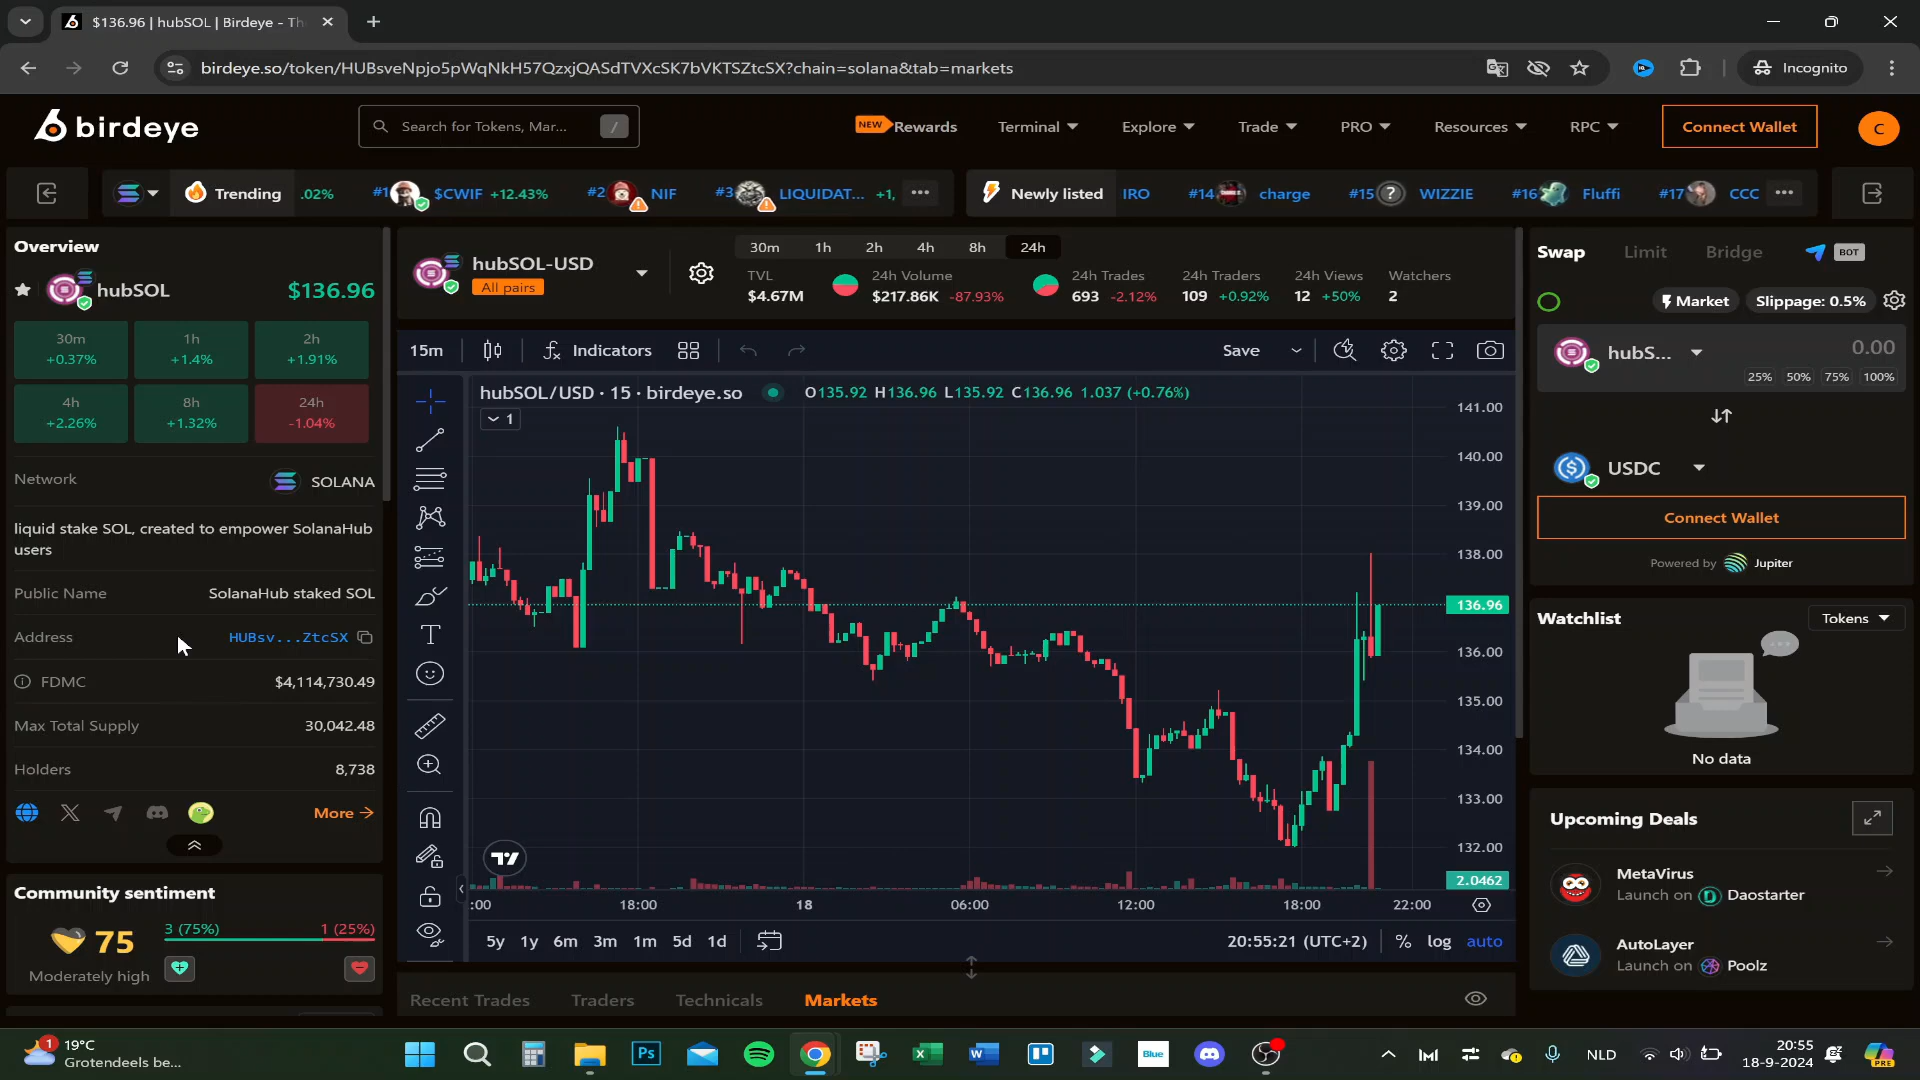 $136.96 | hubSOL | Birdeye - Th
birdeye.so/token/HUBsveNpjo5pWqNkH57QzxjQASdTVXcSK7bVKTSZtcSX?chain=solana&tab=markets
Incognito
birdeye
Search for Tokens, Mar...
/
NEW
Rewards
Terminal
Explore
Trade
PRO
Resources
RPC
Connect Wallet
C
Trending
.02%
#1
$CWIF
+12.43%
#2
NIF
#3
LIQUIDAT...
+1,
Newly listed
IRO
#14
charge
#15
?
WIZZIE
#16
Fluffi
#17
CCC
Overview
hubSOL
$136.96
30m
+0.37%
1h
+1.4%
2h
+1.91%
4h
+2.26%
8h
+1.32%
24h
-1.04%
Network
SOLANA
liquid stake SOL, created to empower SolanaHub
users
Public Name
SolanaHub staked SOL
Address
HUBsv...ZtcSX
FDMC
$4,114,730.49
Max Total Supply
30,042.48
Holders
8,738
More
Community sentiment
75
Moderately high
3 (75%)
1 (25%)
hubSOL-USD
All pairs
30m
1h
2h
4h
8h
24h
TVL
$4.67M
24h Volume
$217.86K -87.93%
24h Trades
693 -2.12%
24h Traders
109 +0.92%
24h Views
12 +50%
Watchers
2
15m
Indicators
Save
hubSOL/USD · 15 · birdeye.so
O135.92 H136.96 L135.92 C136.96 1.037 (+0.76%)
1
141.00
140.00
139.00
138.00
136.96
136.00
135.00
134.00
133.00
132.00
2.0462
:00
18:00
18
06:00
12:00
18:00
22:00
5y
1y
6m
3m
1m
5d
1d
20:55:21 (UTC+2)
%
log
auto
Recent Trades
Traders
Technicals
Markets
Swap
Limit
Bridge
BOT
Market
Slippage: 0.5%
hubS...
0.00
25%
50%
75%
100%
USDC
Connect Wallet
Powered by Jupiter
Watchlist
Tokens
No data
Upcoming Deals
MetaVirus
Launch on Daostarter
AutoLayer
Launch on Poolz
1
19°C
Grotendeels be...
Ps
Blue
NLD
20:55
18-9-2024
PRE